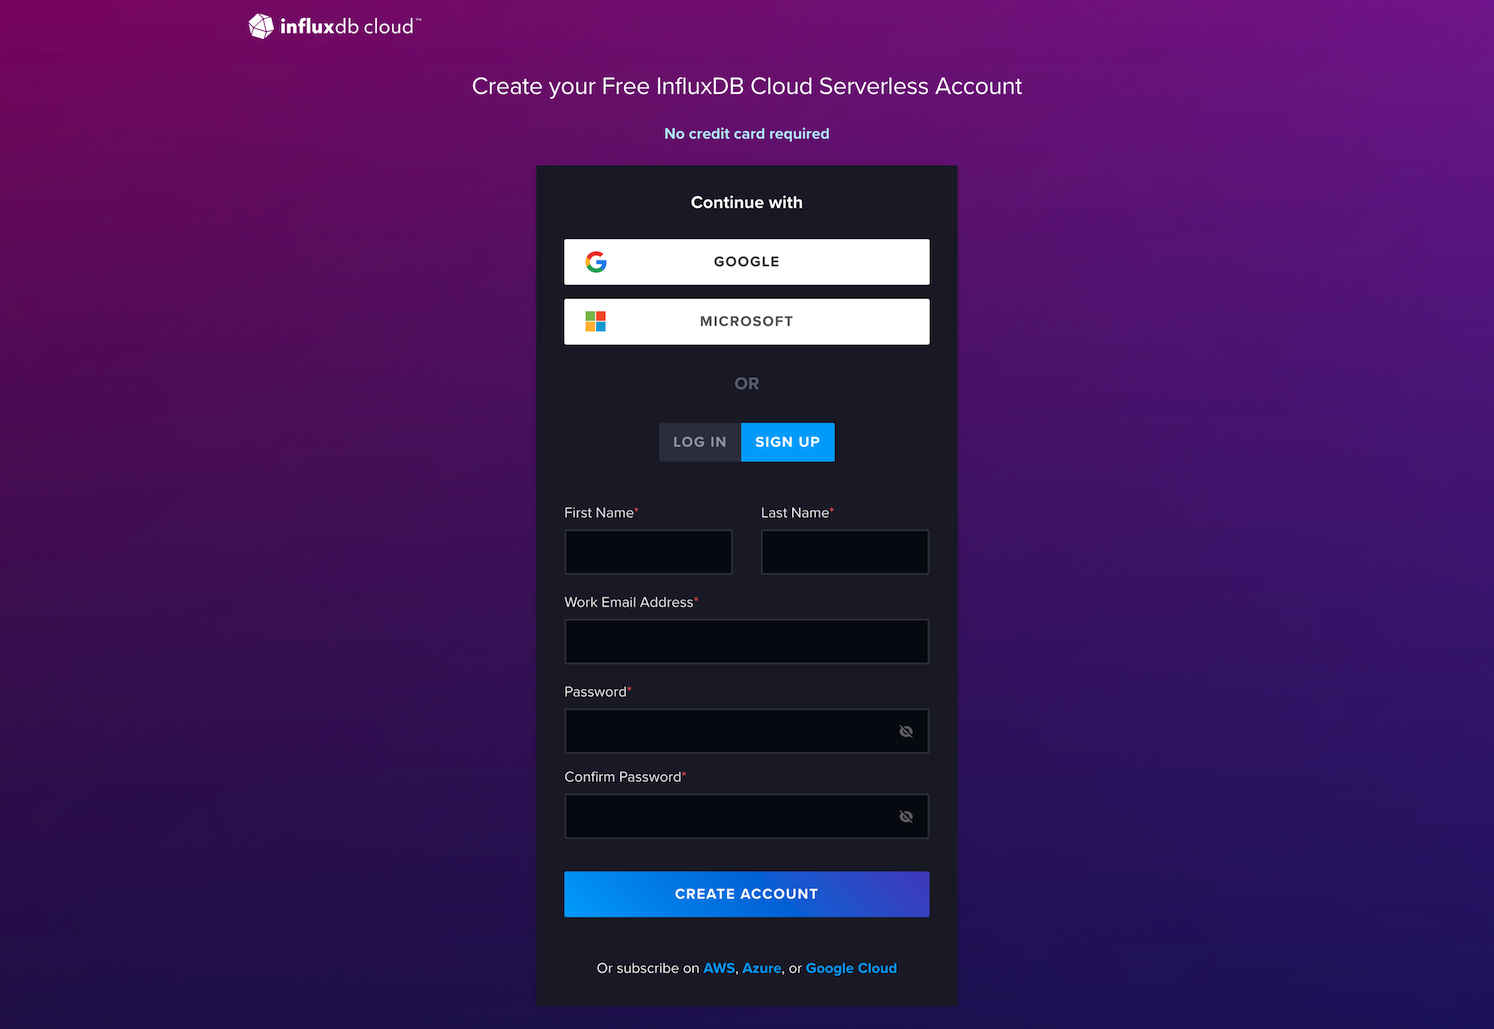 influxdb cloud™
Create your Free InfluxDB Cloud Serverless Account
No credit card required
Continue with
GOOGLE
MICROSOFT
OR
LOG IN SIGN UP
First Name* Last Name*
Work Email Address*
Password*
Confirm Password*
CREATE ACCOUNT
Or subscribe on AWS, Azure, or Google Cloud